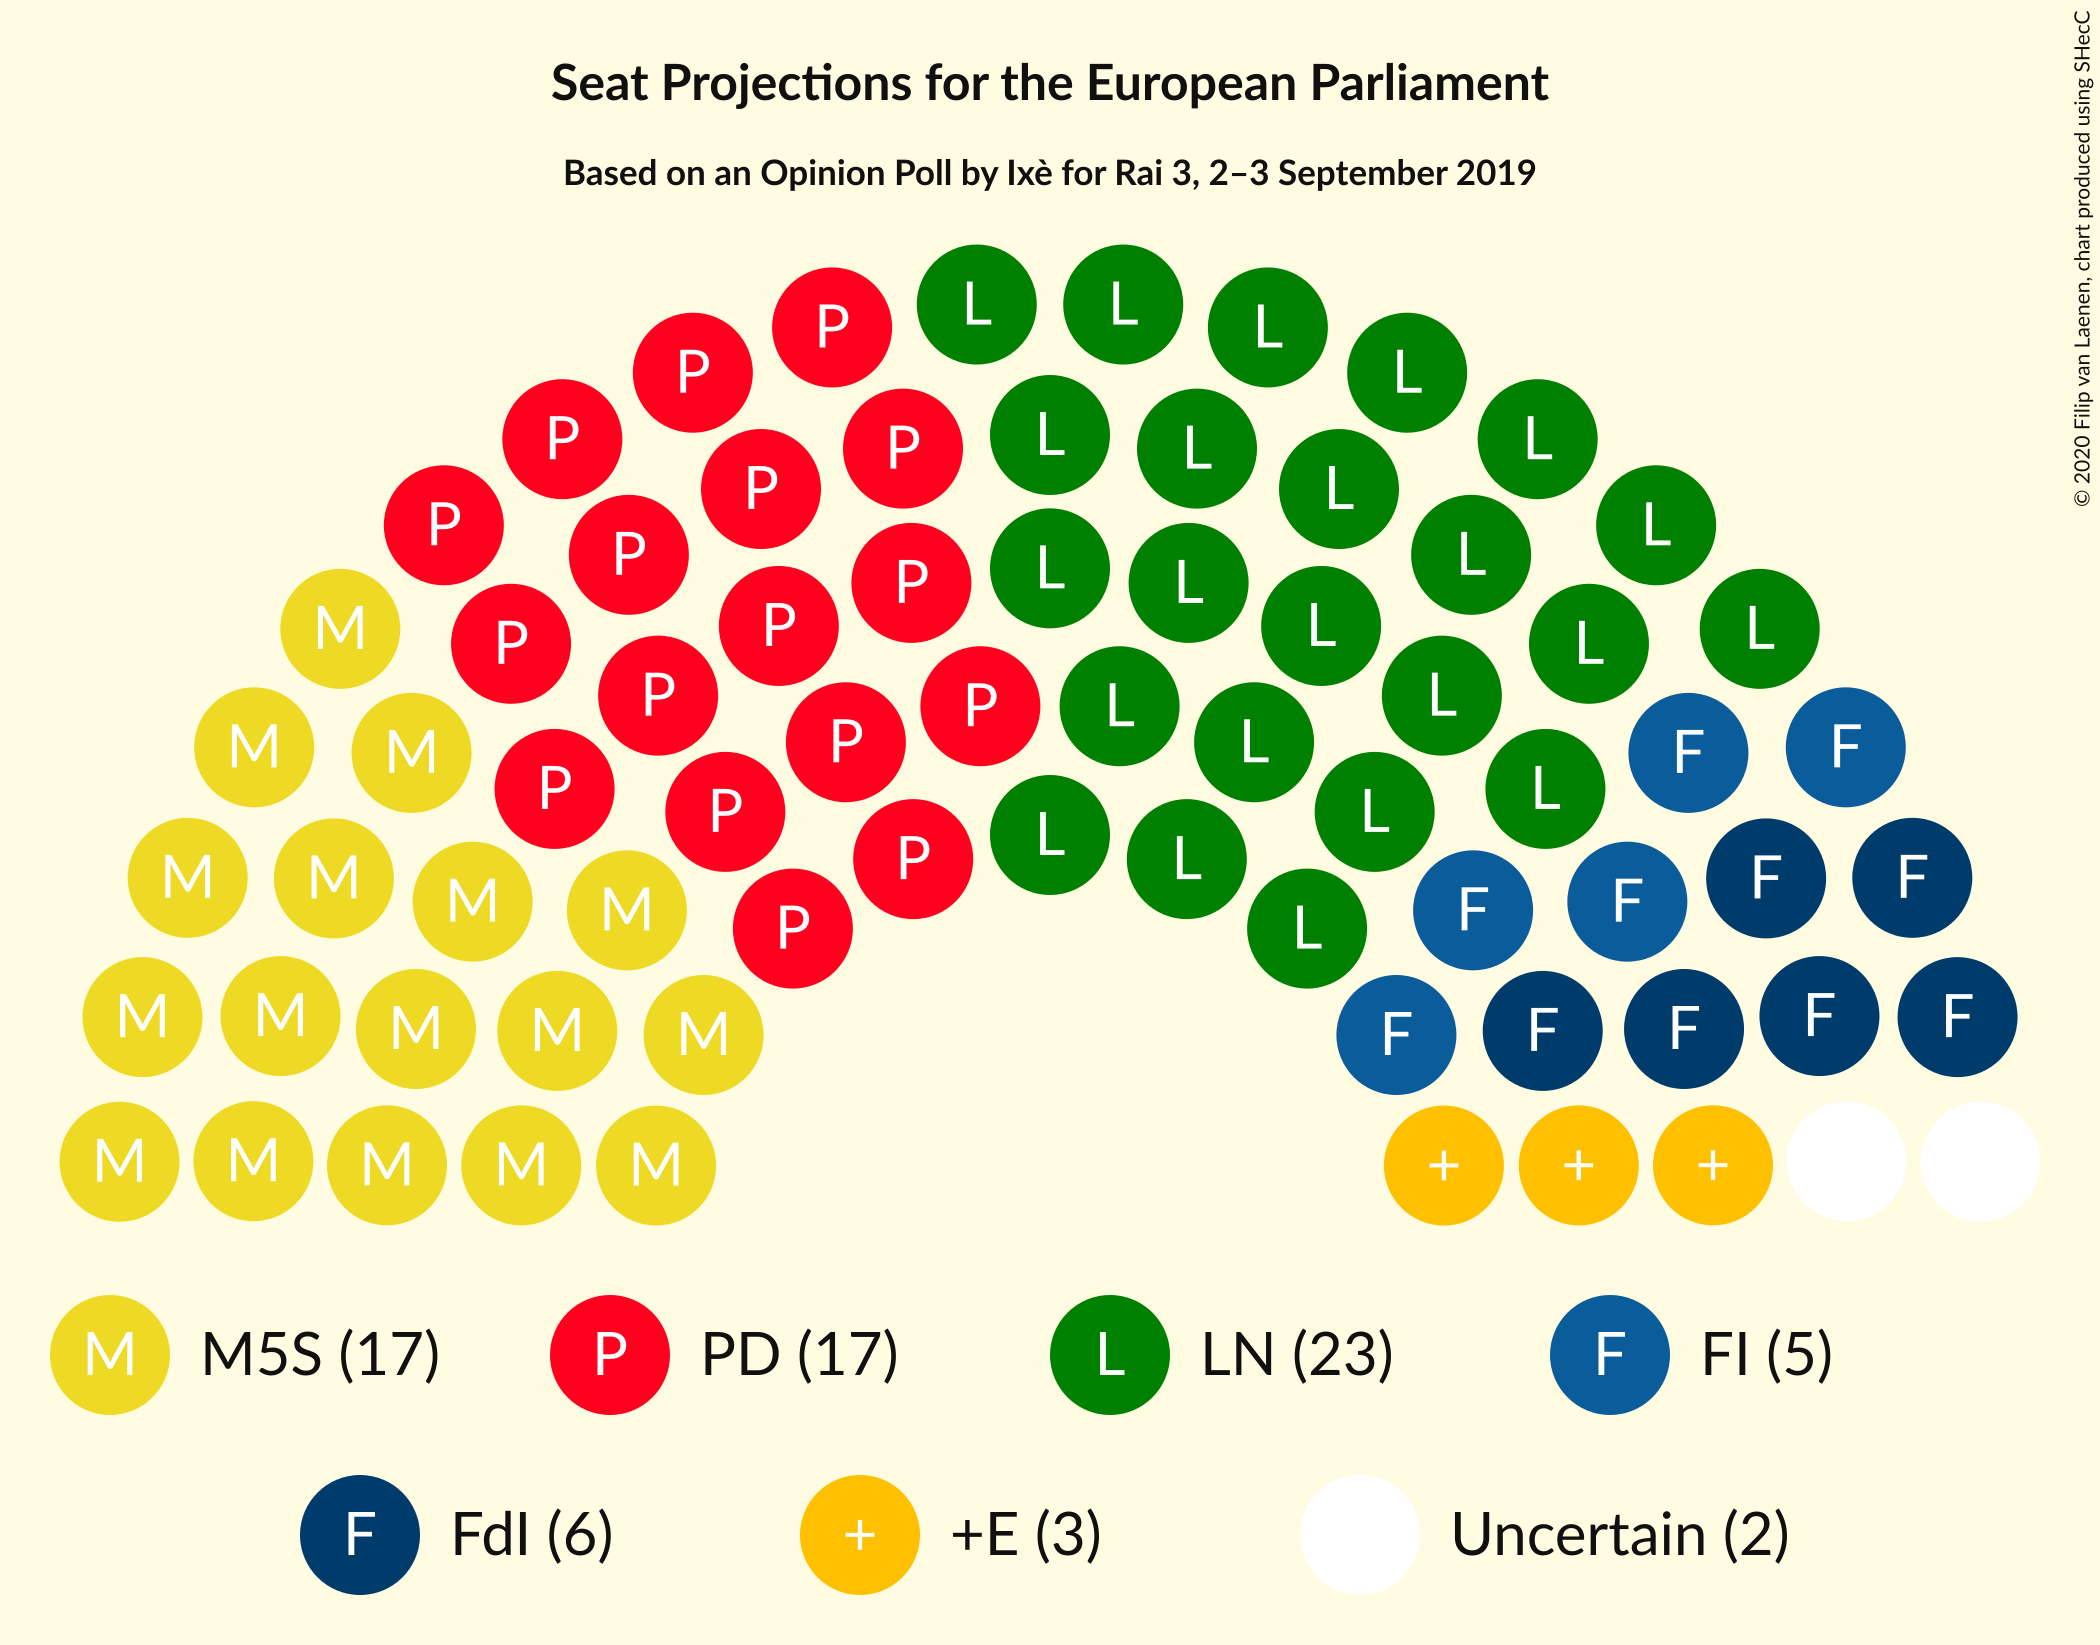 Seat Projections for the European Parliament
Based on an Opinion Poll by Ixè for Rai 3, 2–3 September 2019
© 2020 Filip van Laenen, chart produced using SHecC
L L
P L
P L
P L
P L
P L
P L
P L
P L
P L
L
P L
P L
M P L L
P L
P L
P L
M M P P L L F F
P L
P L
M M M M F F F F
P L
M M M M M F F F F F
M M M M M + + +
M M5S (17) P PD (17) L LN (23) F FI (5)
F FdI (6) + +E (3) Uncertain (2)